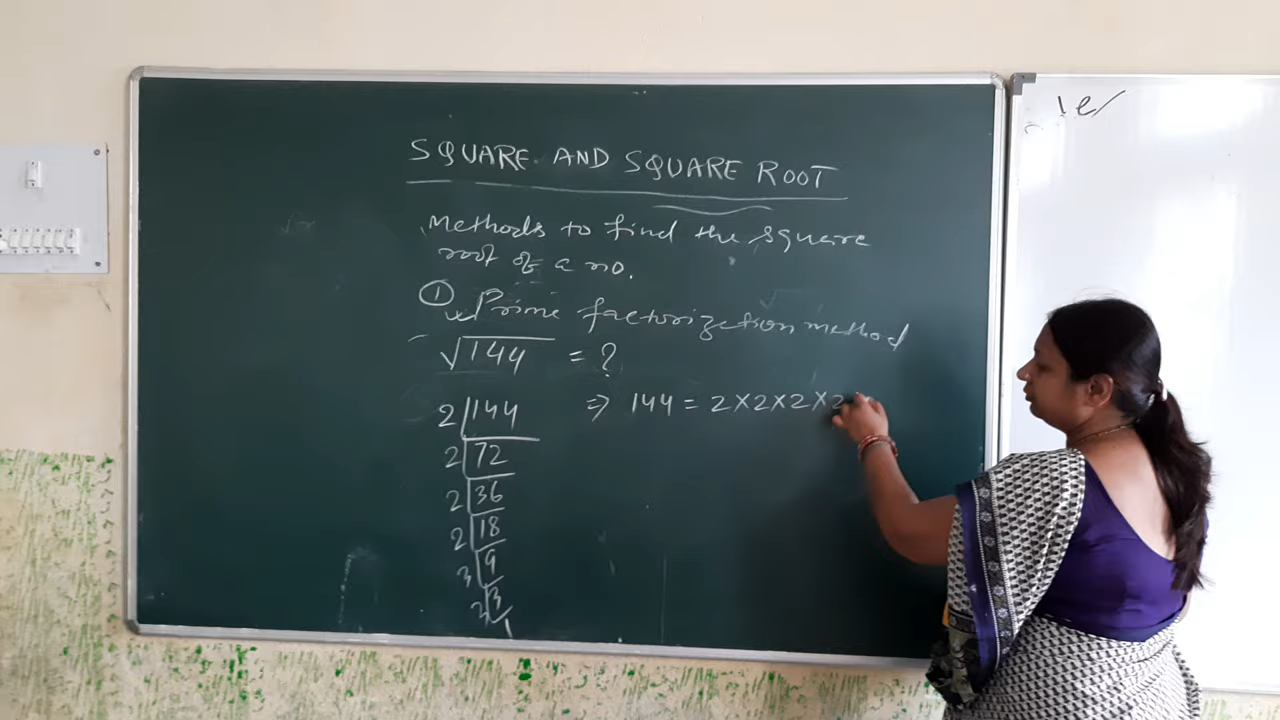 SQUARE AND SQUARE ROOT
Methods to find the square
root of a no.
① Prime factorization method
√144 = ?
2 144 ⇒ 144 = 2×2×2×2
2 72
2 36
2 18
3 9
3 3
1